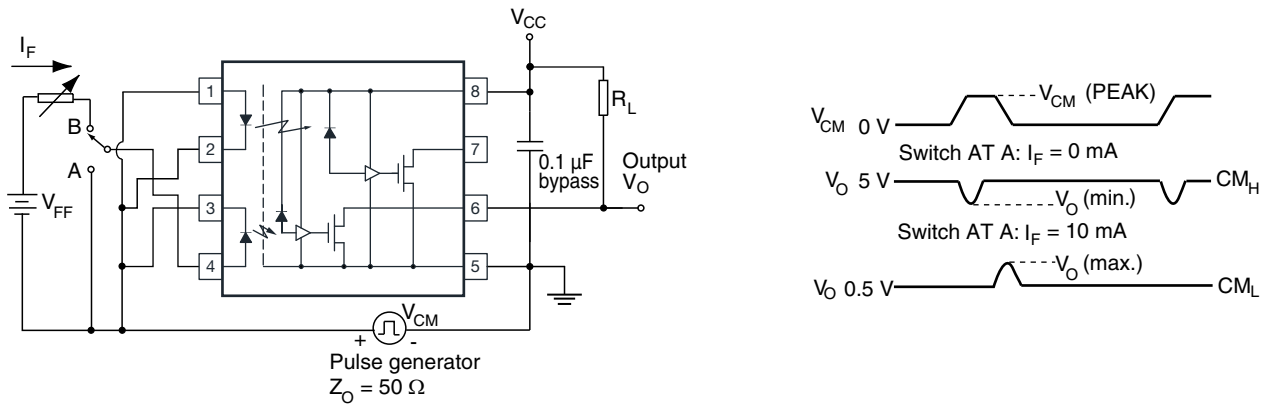 I_F
B
A
V_FF
1
2
3
4
8
7
6
5
V_CC
R_L
0.1 µF
bypass
Output
V_O
V_CM
+ -
Pulse generator
Z_O = 50 Ω
V_CM (PEAK)
V_CM 0 V
Switch AT A: I_F = 0 mA
V_O 5 V
CM_H
V_O (min.)
Switch AT A: I_F = 10 mA
V_O (max.)
V_O 0.5 V
CM_L